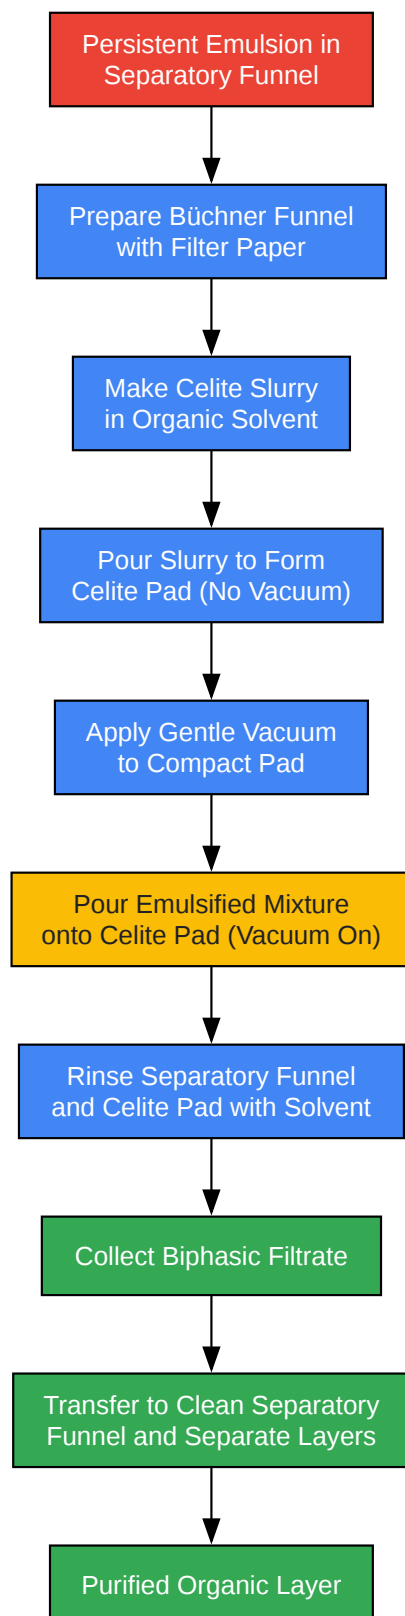 Persistent Emulsion in
Separatory Funnel
Prepare Büchner Funnel
with Filter Paper
Make Celite Slurry
in Organic Solvent
Pour Slurry to Form
Celite Pad (No Vacuum)
Apply Gentle Vacuum
to Compact Pad
Pour Emulsified Mixture
onto Celite Pad (Vacuum On)
Rinse Separatory Funnel
and Celite Pad with Solvent
Collect Biphasic Filtrate
Transfer to Clean Separatory
Funnel and Separate Layers
Purified Organic Layer